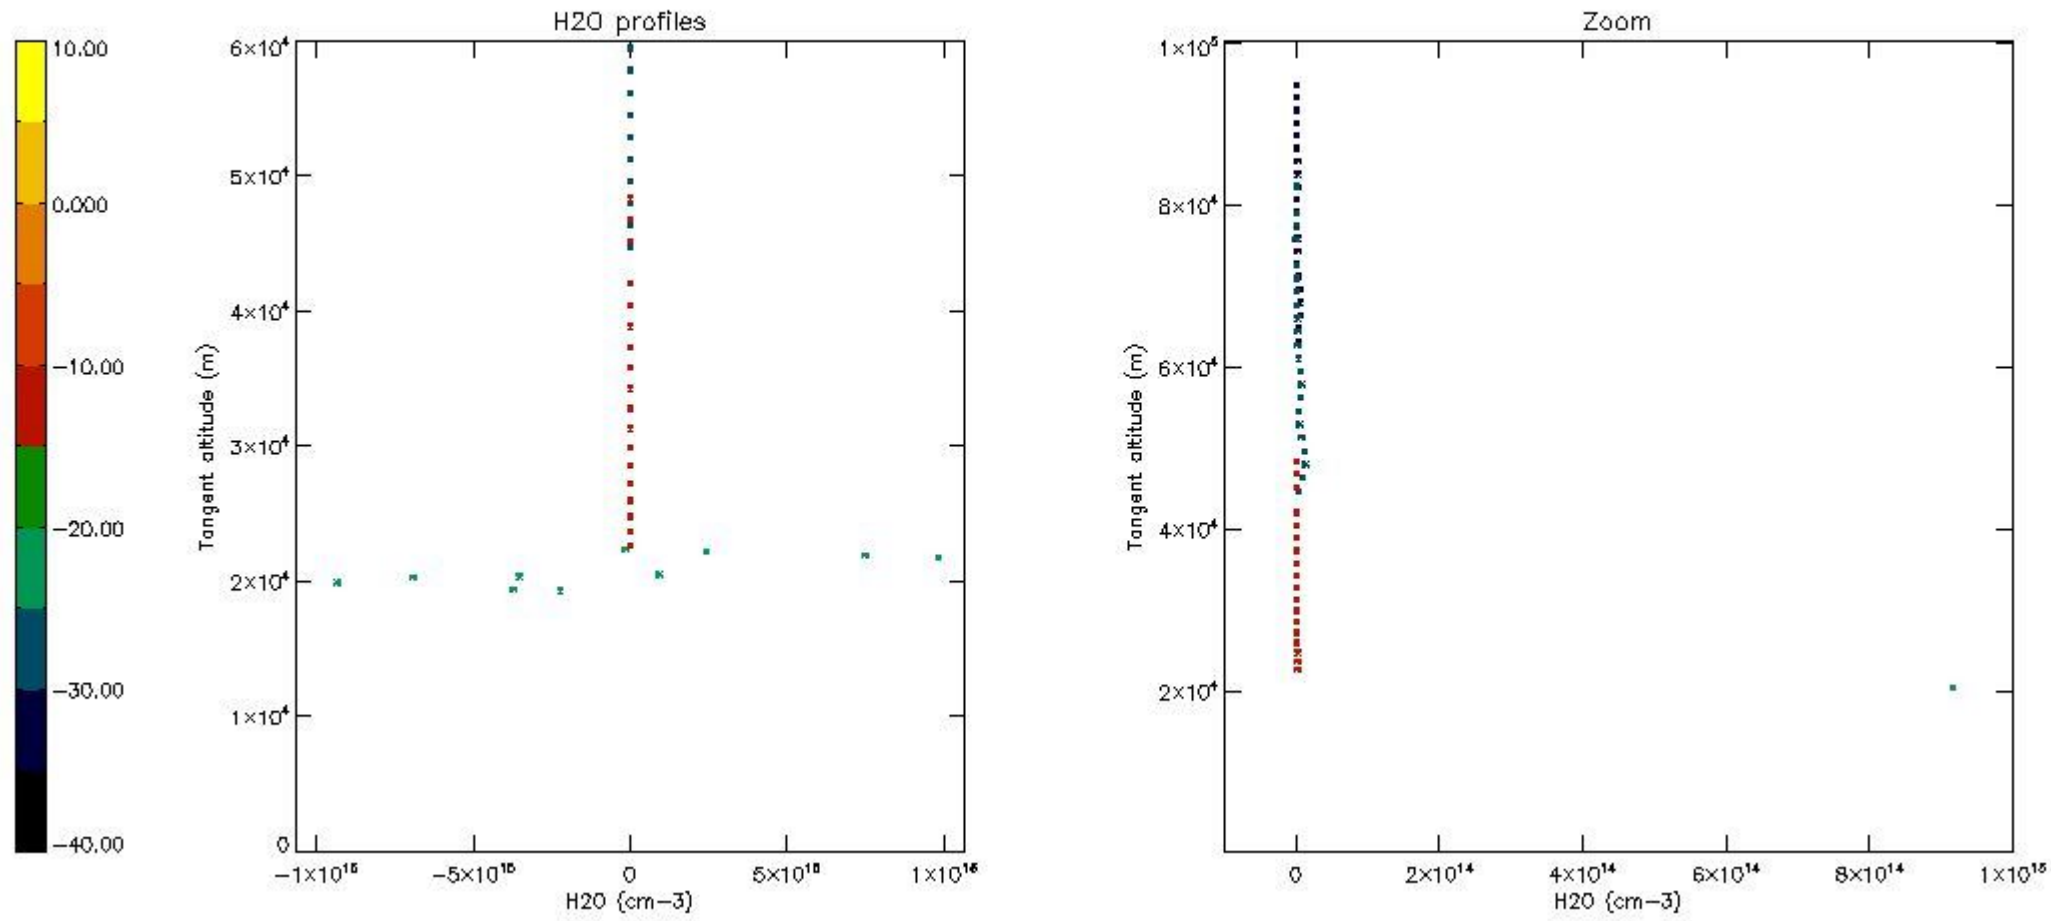 H2O profiles
Zoom
10.00
0.000
−10.00
−20.00
−30.00
−40.00
6×10⁴
5×10⁴
4×10⁴
3×10⁴
2×10⁴
1×10⁴
0
Tangent altitude (m)
−1×10¹⁶ −5×10¹⁵ 0 5×10¹⁵ 1×10¹⁶
H2O (cm−3)
1×10⁵
8×10⁴
6×10⁴
4×10⁴
2×10⁴
Tangent altitude (m)
0 2×10¹⁴ 4×10¹⁴ 6×10¹⁴ 8×10¹⁴ 1×10¹⁵
H2O (cm−3)